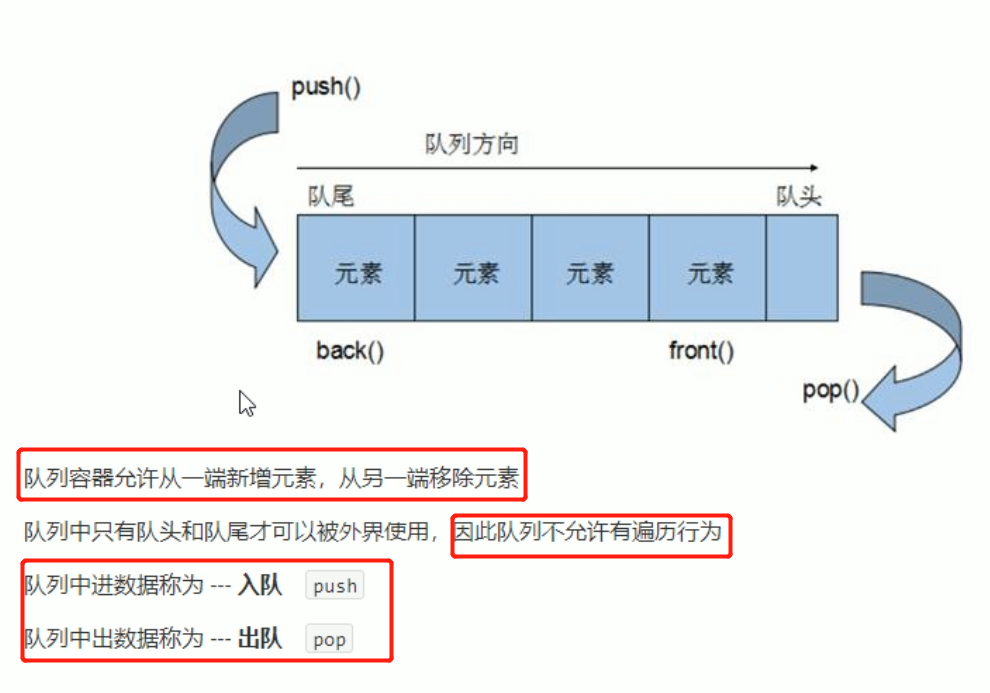 push()
队列方向
队尾 队头
元素 元素 元素 元素
back() front()
pop()
队列容器允许从一端新增元素，从另一端移除元素
队列中只有队头和队尾才可以被外界使用，因此队列不允许有遍历行为
队列中进数据称为 --- 入队 push
队列中出数据称为 --- 出队 pop